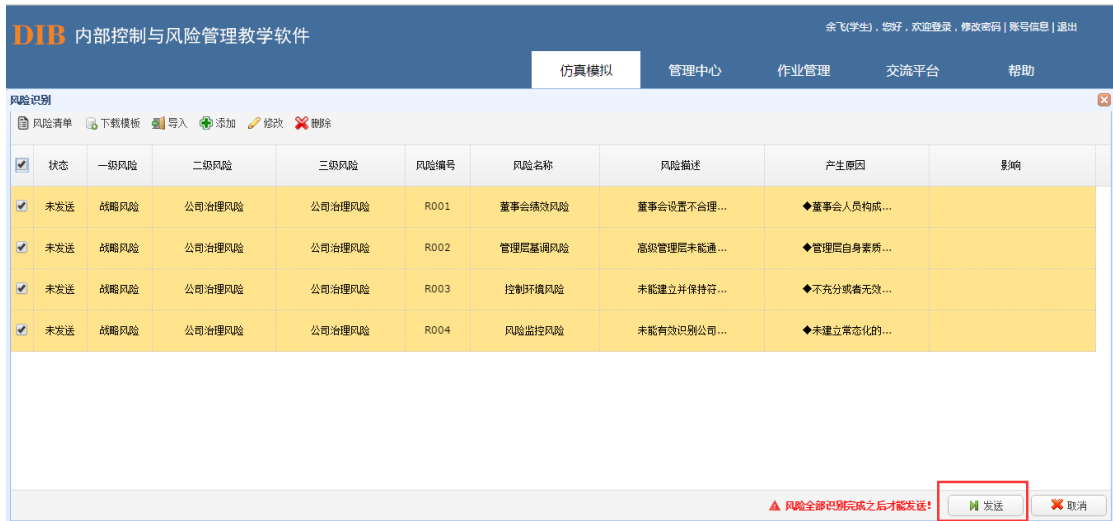 余飞(学生)，您好，欢迎登录，修改密码 | 账号信息 | 退出
DIB 内部控制与风险管理教学软件
仿真模拟 管理中心 作业管理 交流平台 帮助
风险识别
风险清单 下载模板 导入 添加 修改 删除
状态 一级风险 二级风险 三级风险 风险编号 风险名称 风险描述 产生原因 影响
未发送 战略风险 公司治理风险 公司治理风险 R001 董事会绩效风险 董事会设置不合理... ◆董事会人员构成...
未发送 战略风险 公司治理风险 公司治理风险 R002 管理层基调风险 高级管理层未能通... ◆管理层自身素质...
未发送 战略风险 公司治理风险 公司治理风险 R003 控制环境风险 未能建立并保持符... ◆不充分或者无效...
未发送 战略风险 公司治理风险 公司治理风险 R004 风险监控风险 未能有效识别公司... ◆未建立常态化的...
风险全部识别完成之后才能发送! 发送 取消